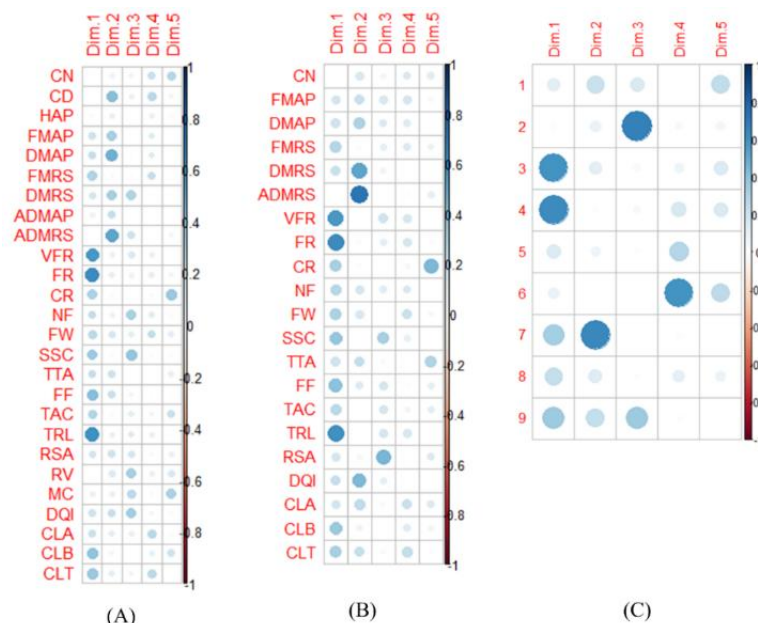 Dim.1 Dim.2 Dim.3 Dim.4 Dim.5
CN
CD
HAP
FMAP
DMAP
FMRS
DMRS
ADMAP
ADMRS
VFR
FR
CR
NF
FW
SSC
TTA
FF
TAC
TRL
RSA
RV
MC
DQI
CLA
CLB
CLT
1
0.8
0.6
0.4
0.2
0
-0.2
-0.4
-0.6
-0.8
-1
(A)
Dim.1 Dim.2 Dim.3 Dim.4 Dim.5
CN
FMAP
DMAP
FMRS
DMRS
ADMRS
VFR
FR
CR
NF
FW
SSC
TTA
FF
TAC
TRL
RSA
DQI
CLA
CLB
CLT
1
0.8
0.6
0.4
0.2
0
-0.2
-0.4
-0.6
-0.8
-1
(B)
Dim.1 Dim.2 Dim.3 Dim.4 Dim.5
1
2
3
4
5
6
7
8
9
(C)